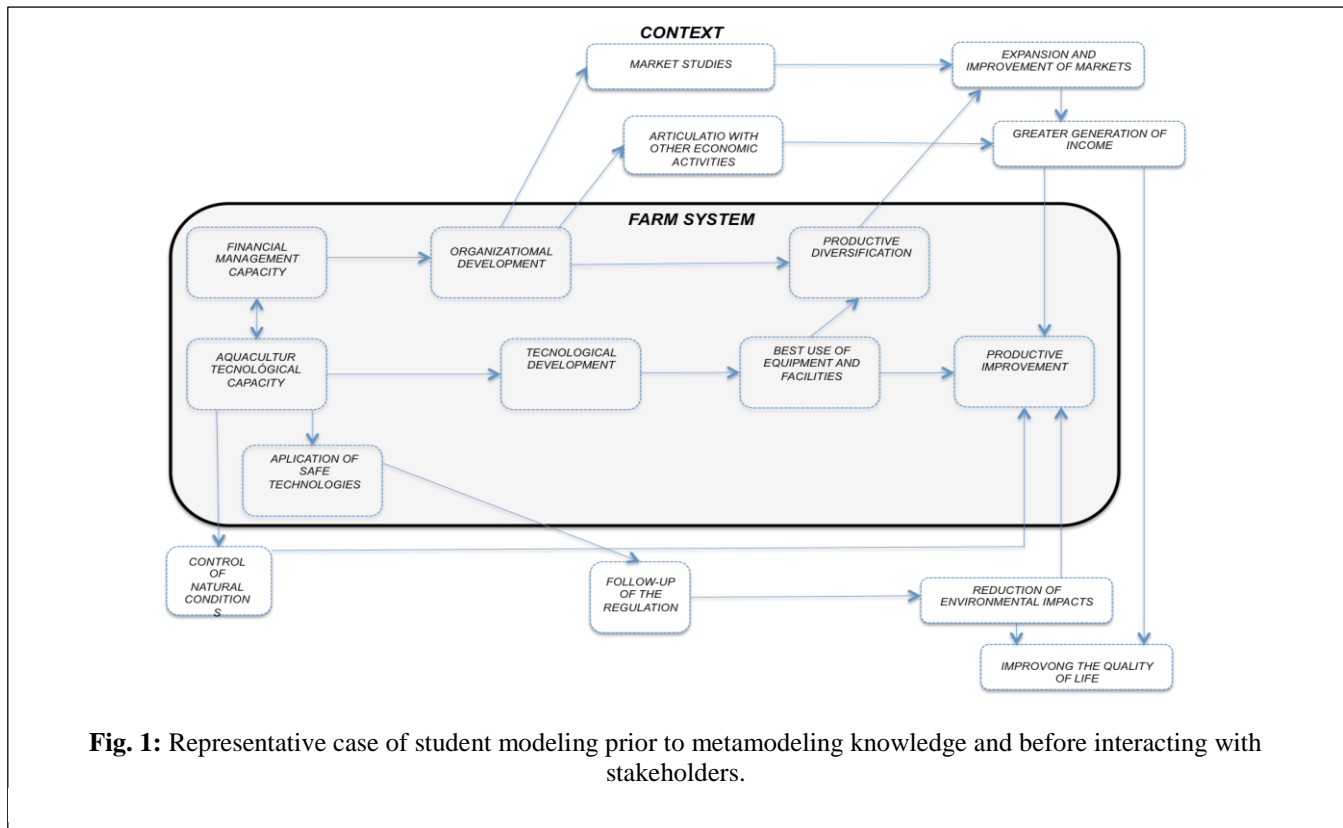 CONTEXT
MARKET STUDIES
EXPANSION AND
IMPROVEMENT OF MARKETS
ARTICULATIO WITH
OTHER ECONOMIC
ACTIVITIES
GREATER GENERATION OF
INCOME
FARM SYSTEM
FINANCIAL
MANAGEMENT
CAPACITY
ORGANIZATIOMAL
DEVELOPMENT
PRODUCTIVE
DIVERSIFICATION
AQUACULTUR
TECNOLÒGICAL
CAPACITY
TECNOLOGICAL
DEVELOPMENT
BEST USE OF
EQUIPMENT AND
FACILITIES
PRODUCTIVE
IMPROVEMENT
APLICATION OF
SAFE
TECHNOLOGIES
CONTROL
OF
NATURAL
CONDITION
S
FOLLOW-UP
OF THE
REGULATION
REDUCTION OF
ENVIRONMENTAL IMPACTS
IMPROVONG THE QUALITY
OF LIFE
Fig. 1: Representative case of student modeling prior to metamodeling knowledge and before interacting with
stakeholders.